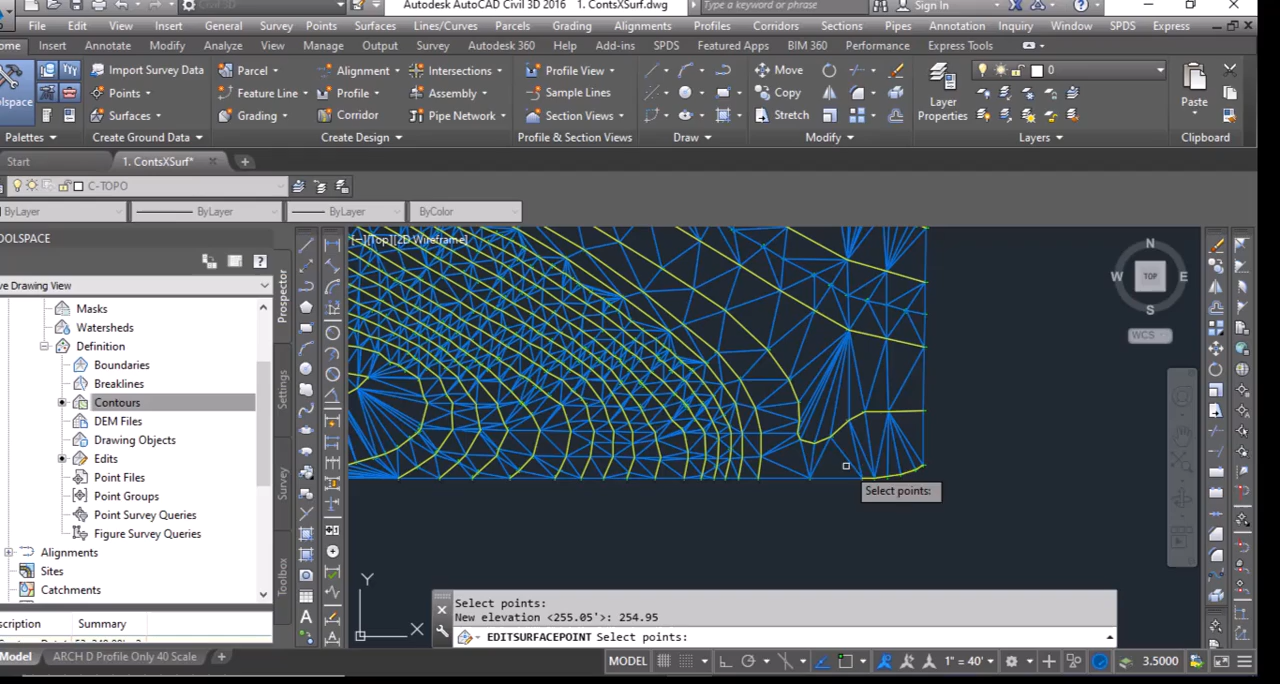 Civil 3D
Autodesk AutoCAD Civil 3D 2016 1. ContsXSurf.dwg
Type a keyword or phrase
Sign In
File Edit View Insert General Survey Points Surfaces Lines/Curves Parcels Grading Alignments Profiles Corridors Sections Pipes Annotation Inquiry Window SPDS Express
ome Insert Annotate Modify Analyze View Manage Output Survey Autodesk 360 Help Add-ins SPDS Featured Apps BIM 360 Performance Express Tools
Import Survey Data Parcel Alignment Intersections Profile View Move 0
Points Feature Line Profile Assembly Sample Lines Copy
olspace Surfaces Grading Corridor Pipe Network Section Views Stretch Layer Properties Paste
Palettes Create Ground Data Create Design Profile & Section Views Draw Modify Layers Clipboard
Start 1. ContsXSurf*
C-TOPO
ByLayer ByLayer ByLayer ByColor
OOLSPACE
[−][Top][2D Wireframe]
ve Drawing View
Masks
Watersheds
Definition
Boundaries
Breaklines
Contours
DEM Files
Drawing Objects
Edits
Point Files
Point Groups
Point Survey Queries
Figure Survey Queries
Alignments
Sites
Catchments
scription Summary
Prospector
Settings
Survey
Toolbox
N
W TOP E
S
WCS
Select points:
Y
X
Select points:
New elevation <255.05'>: 254.95
EDITSURFACEPOINT Select points:
Model ARCH D Profile Only 40 Scale
MODEL 1" = 40' 3.5000